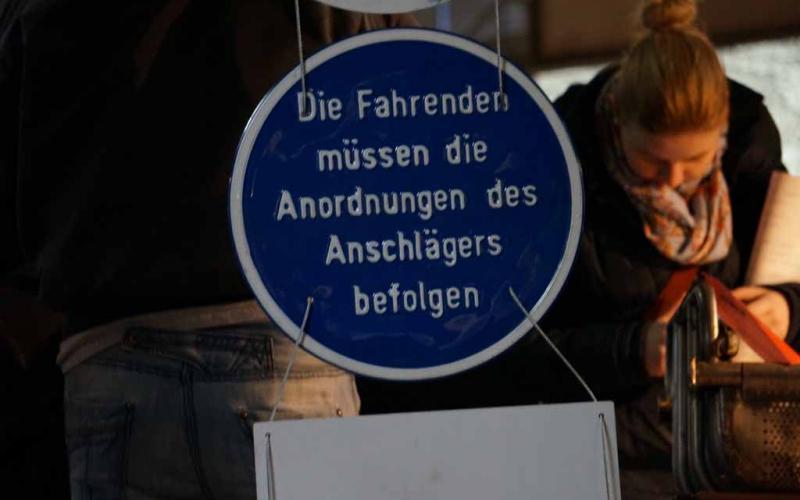 Die Fahrenden
müssen die
Anordnungen des
Anschlägers
befolgen